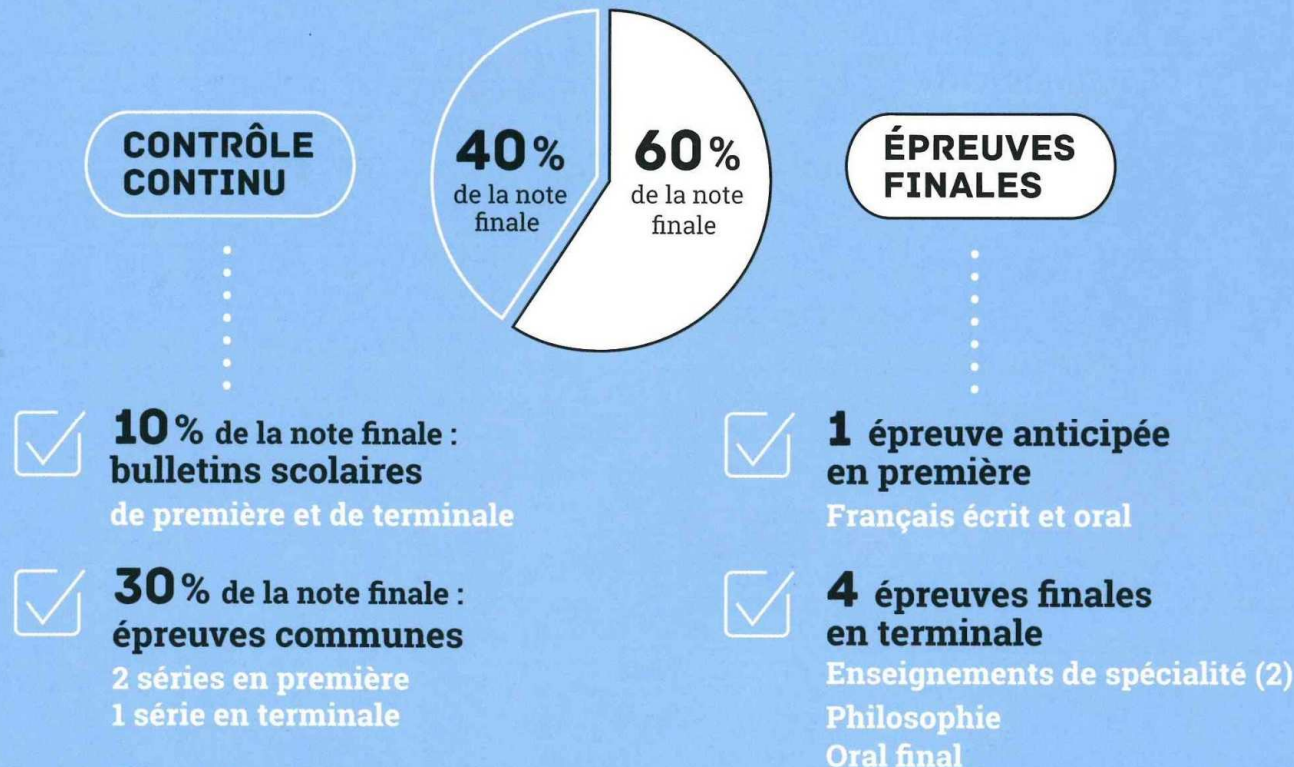 CONTRÔLE
CONTINU
40%
de la note
finale
60%
de la note
finale
ÉPREUVES
FINALES
10% de la note finale :
bulletins scolaires
de première et de terminale
30% de la note finale :
épreuves communes
2 séries en première
1 série en terminale
1 épreuve anticipée
en première
Français écrit et oral
4 épreuves finales
en terminale
Enseignements de spécialité (2)
Philosophie
Oral final